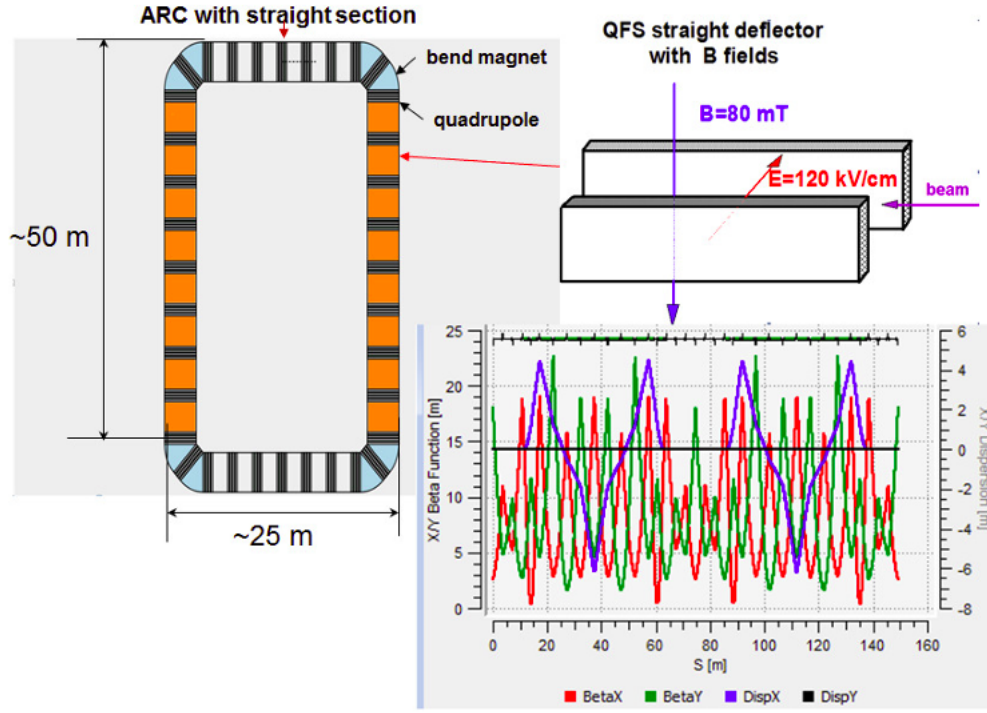 ARC with straight section
bend magnet
quadrupole
~50 m
~25 m
QFS straight deflector
with B fields
B=80 mT
E=120 kV/cm
beam
X/Y Beta Function [m]
25
20
15
10
5
0
6
4
2
0
-2
-4
-6
-8
X/Y Dispersion [m]
0 20 40 60 80 100 120 140 160
S [m]
BetaX BetaY DispX DispY